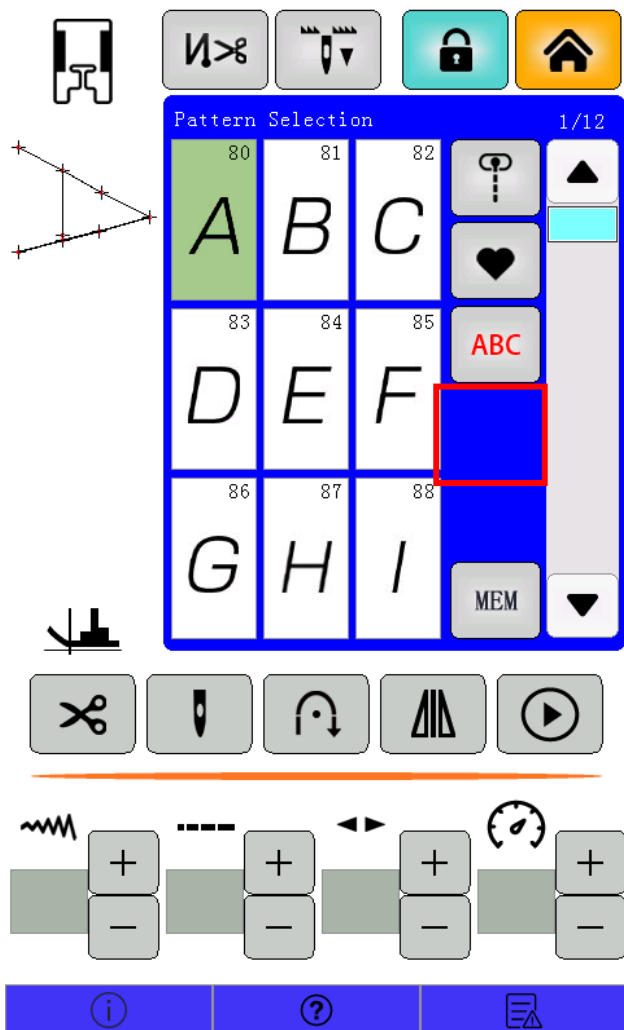 Pattern Selection 1/12
80 81 82
A B C
ABC
83 84 85
D E F
86 87 88
G H I
MEM